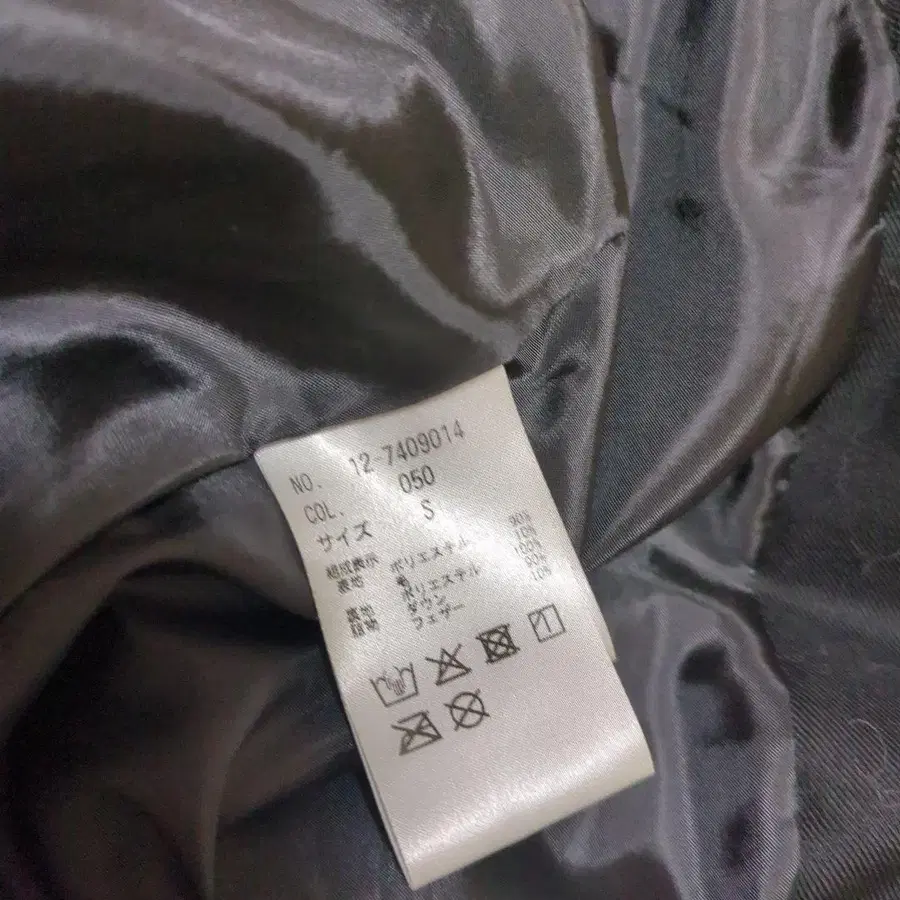 NO. 12-7409014
COL. 050
サイズ S
組成表示
表地 ポリエステル 90%
毛 10%
裏地 ポリエステル 100%
詰物 ダウン 90%
フェザー 10%